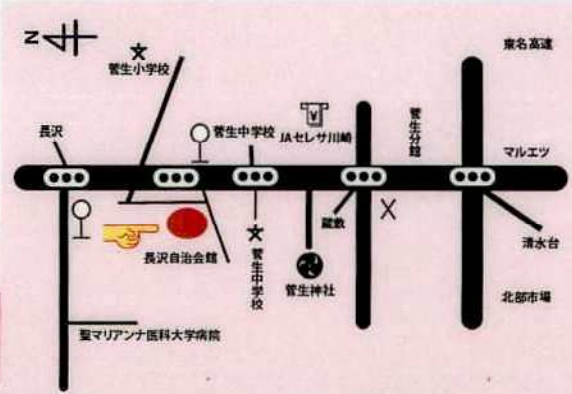 N
菅生小学校
東名高速
長沢
菅生中学校
¥
JAセレサ川崎
菅生分館
マルエツ
蔵敷
清水台
長沢自治会館
菅生中学校
菅生神社
北部市場
聖マリアンナ医科大学病院